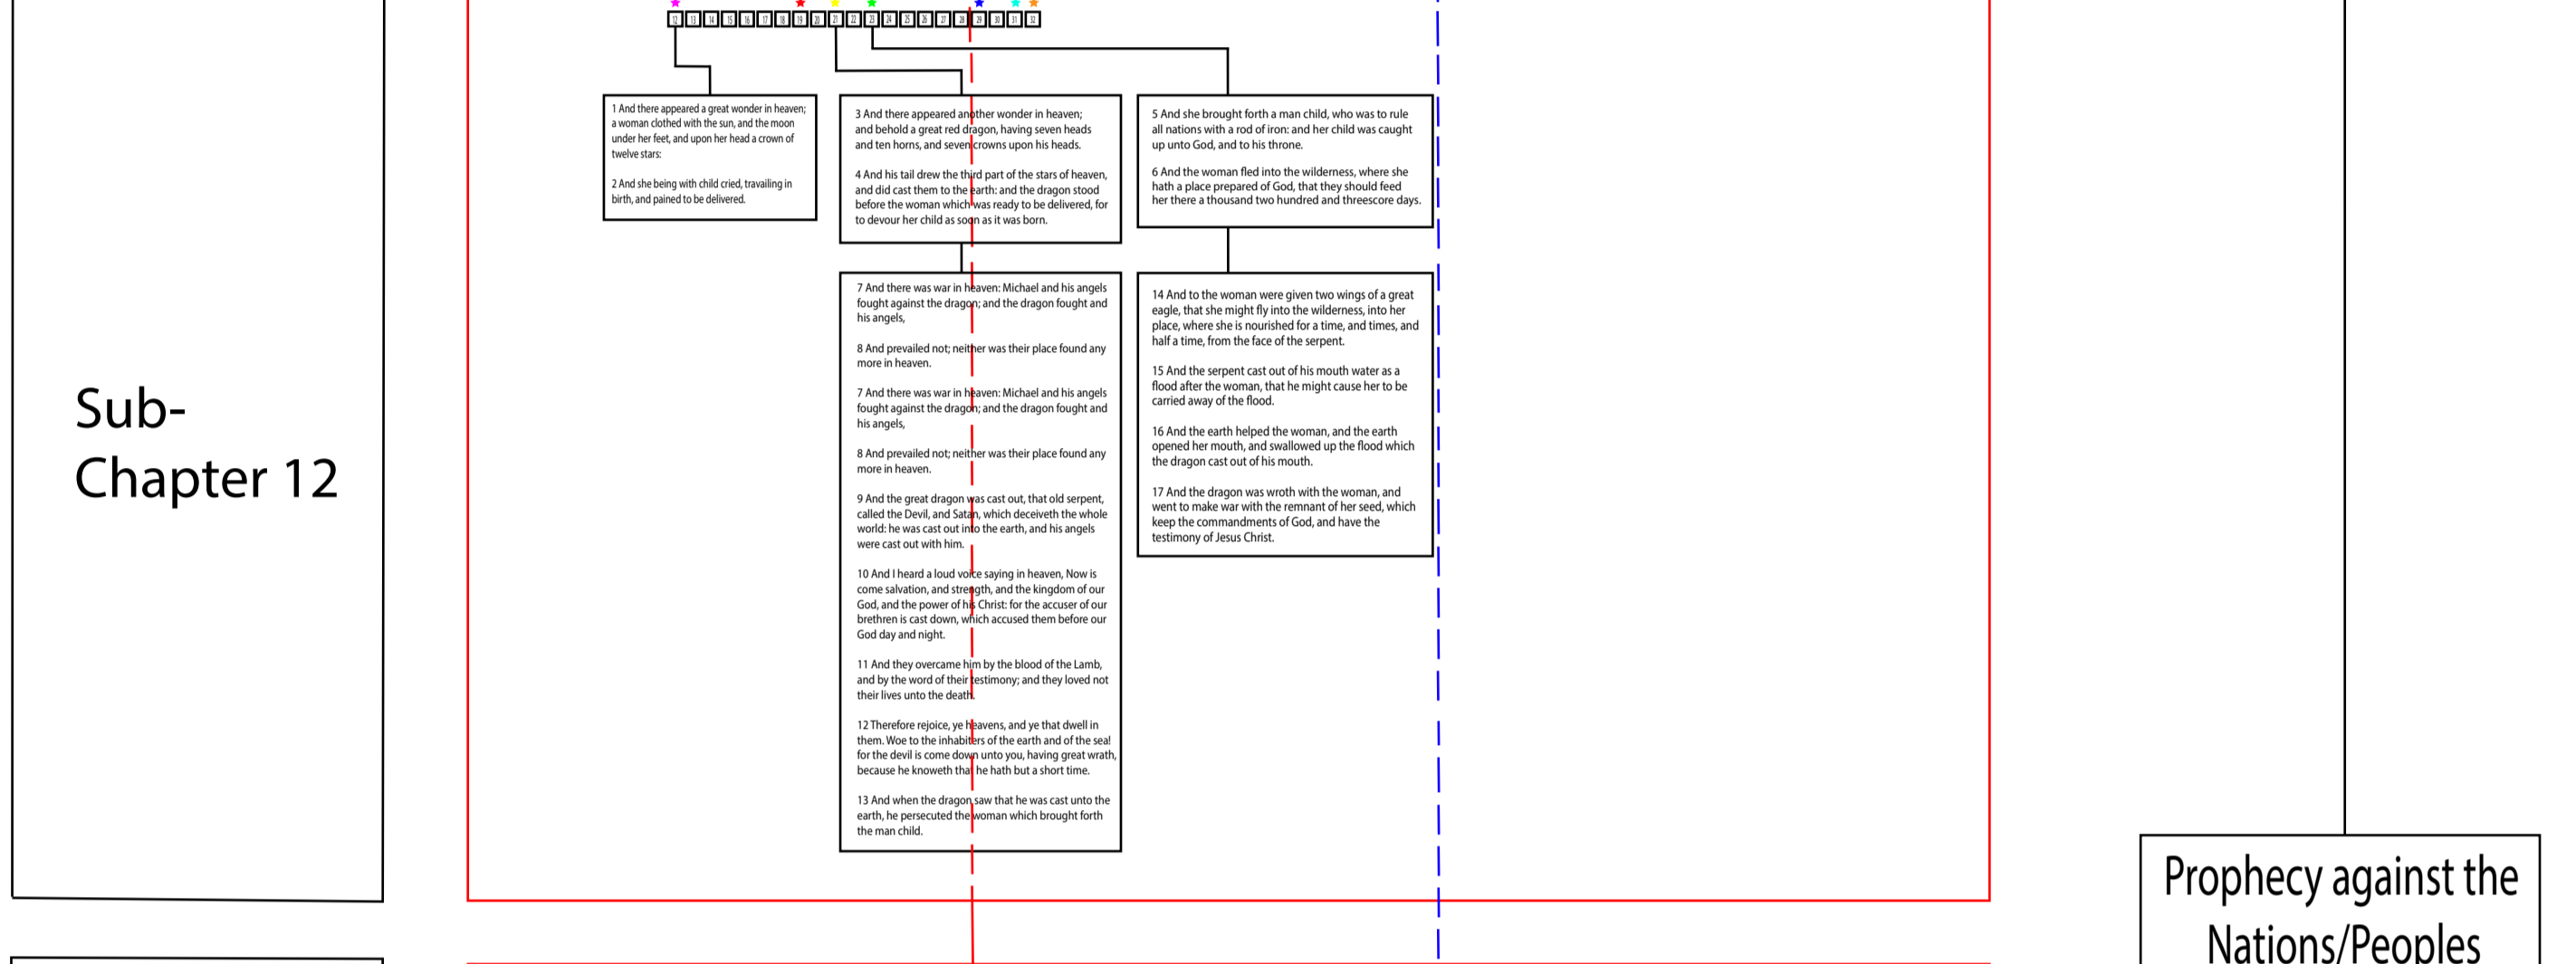 12 13 14 15 16 17 18 19 20 21 22 23 24 25 26 27 28 29 30 31 32
1 And there appeared a great wonder in heaven;
a woman clothed with the sun, and the moon
under her feet, and upon her head a crown of
twelve stars:
2 And she being with child cried, travailing in
birth, and pained to be delivered.
3 And there appeared another wonder in heaven;
and behold a great red dragon, having seven heads
and ten horns, and seven crowns upon his heads.
4 And his tail drew the third part of the stars of heaven,
and did cast them to the earth: and the dragon stood
before the woman which was ready to be delivered, for
to devour her child as soon as it was born.
5 And she brought forth a man child, who was to rule
all nations with a rod of iron: and her child was caught
up unto God, and to his throne.
6 And the woman fled into the wilderness, where she
hath a place prepared of God, that they should feed
her there a thousand two hundred and threescore days.
7 And there was war in heaven: Michael and his angels
fought against the dragon; and the dragon fought and
his angels,
8 And prevailed not; neither was their place found any
more in heaven.
7 And there was war in heaven: Michael and his angels
fought against the dragon; and the dragon fought and
his angels,
8 And prevailed not; neither was their place found any
more in heaven.
9 And the great dragon was cast out, that old serpent,
called the Devil, and Satan, which deceiveth the whole
world: he was cast out into the earth, and his angels
were cast out with him.
10 And I heard a loud voice saying in heaven, Now is
come salvation, and strength, and the kingdom of our
God, and the power of his Christ: for the accuser of our
brethren is cast down, which accused them before our
God day and night.
11 And they overcame him by the blood of the Lamb,
and by the word of their testimony; and they loved not
their lives unto the death.
12 Therefore rejoice, ye heavens, and ye that dwell in
them. Woe to the inhabiters of the earth and of the sea!
for the devil is come down unto you, having great wrath,
because he knoweth that he hath but a short time.
13 And when the dragon saw that he was cast unto the
earth, he persecuted the woman which brought forth
the man child.
14 And to the woman were given two wings of a great
eagle, that she might fly into the wilderness, into her
place, where she is nourished for a time, and times, and
half a time, from the face of the serpent.
15 And the serpent cast out of his mouth water as a
flood after the woman, that he might cause her to be
carried away of the flood.
16 And the earth helped the woman, and the earth
opened her mouth, and swallowed up the flood which
the dragon cast out of his mouth.
17 And the dragon was wroth with the woman, and
went to make war with the remnant of her seed, which
keep the commandments of God, and have the
testimony of Jesus Christ.
Sub-
Chapter 12
Prophecy against the
Nations/Peoples